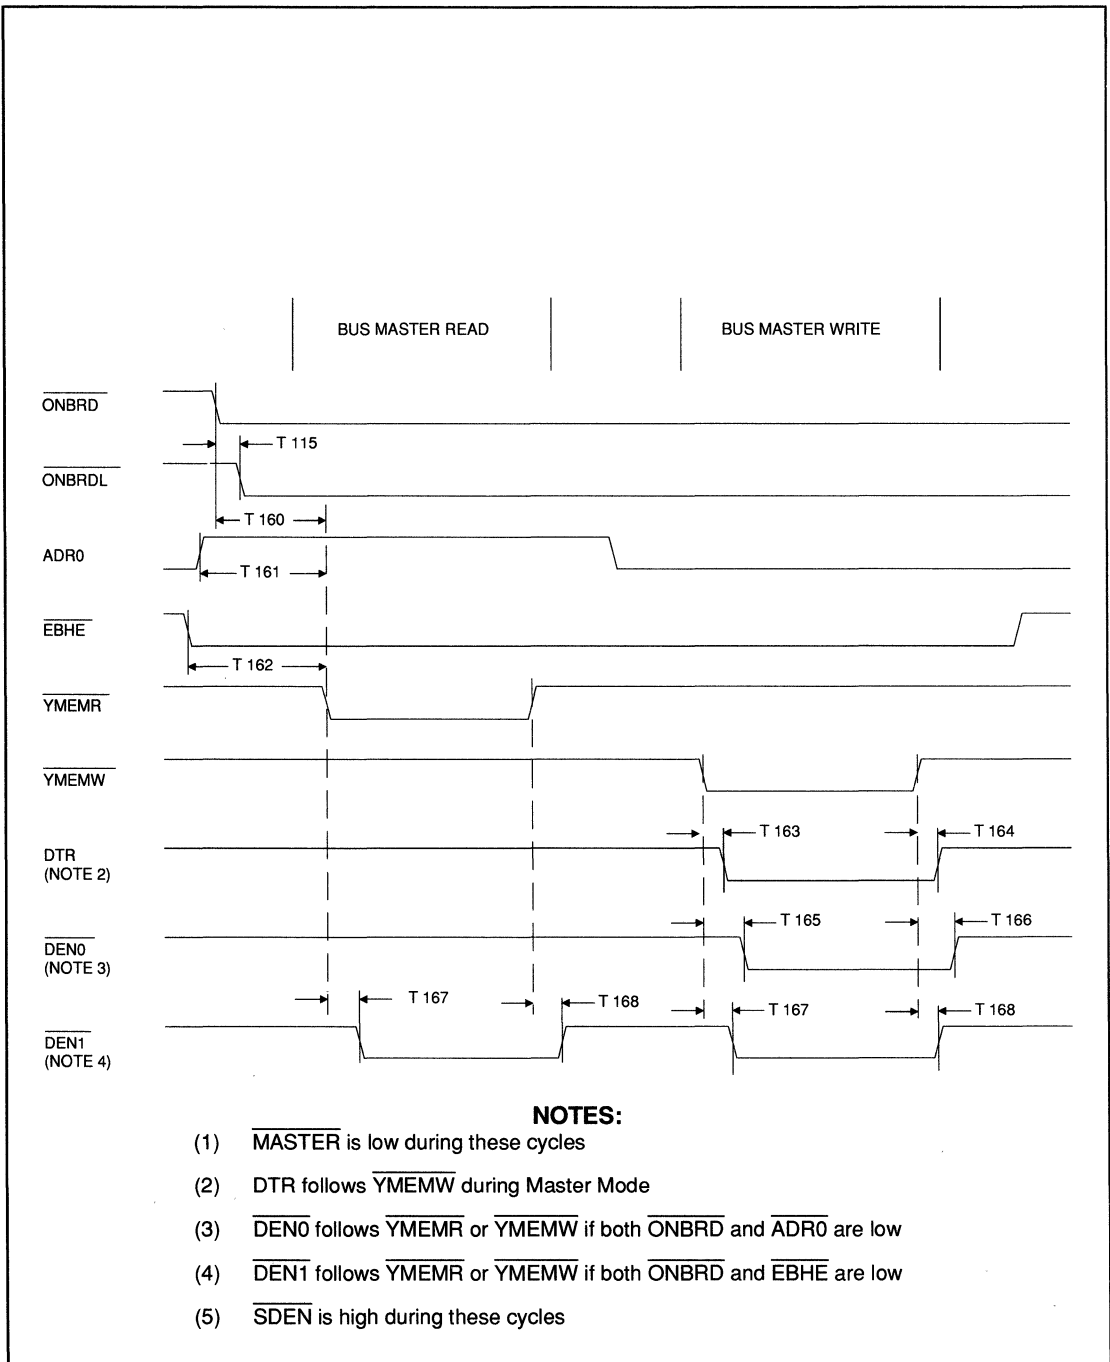 BUS MASTER READ
BUS MASTER WRITE
ONBRD
T 115
ONBRDL
T 160
ADR0
T 161
EBHE
T 162
YMEMR
YMEMW
T 163
T 164
DTR
(NOTE 2)
T 165
T 166
DEN0
(NOTE 3)
T 167
T 168
T 167
T 168
DEN1
(NOTE 4)
NOTES:
(1) MASTER is low during these cycles
(2) DTR follows YMEMW during Master Mode
(3) DEN0 follows YMEMR or YMEMW if both ONBRD and ADR0 are low
(4) DEN1 follows YMEMR or YMEMW if both ONBRD and EBHE are low
(5) SDEN is high during these cycles